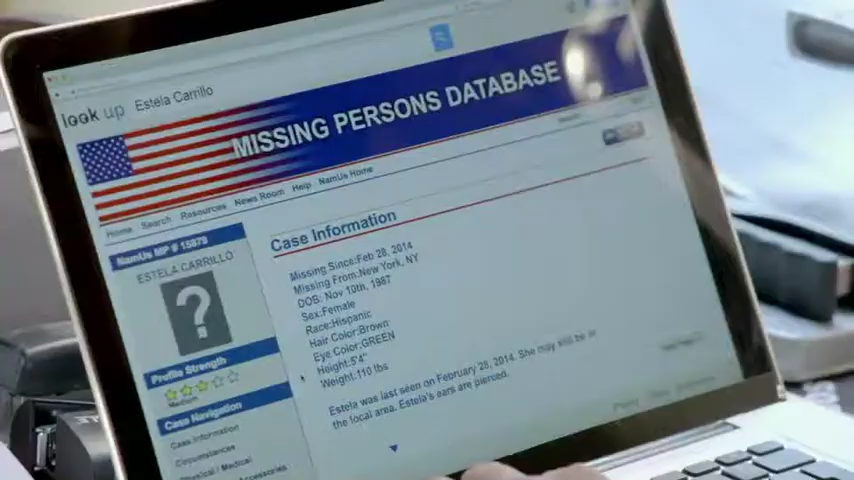 look up Estela Carrillo
MISSING PERSONS DATABASE
Home Search Resources News Room Help NamUs Home
NamUs MP # 15879
ESTELA CARRILLO
?
Profile Strength
Medium
Case Navigation
Case Information
Circumstances
Physical / Medical
Accessories
Case Information
Missing Since:Feb 28, 2014
Missing From:New York, NY
DOB: Nov 10th, 1987
Sex:Female
Race:Hispanic
Hair Color:Brown
Eye Color:GREEN
Height:5'4"
Weight:110 lbs
Estela was last seen on February 28, 2014. She may still be in
the local area. Estela's ears are pierced.